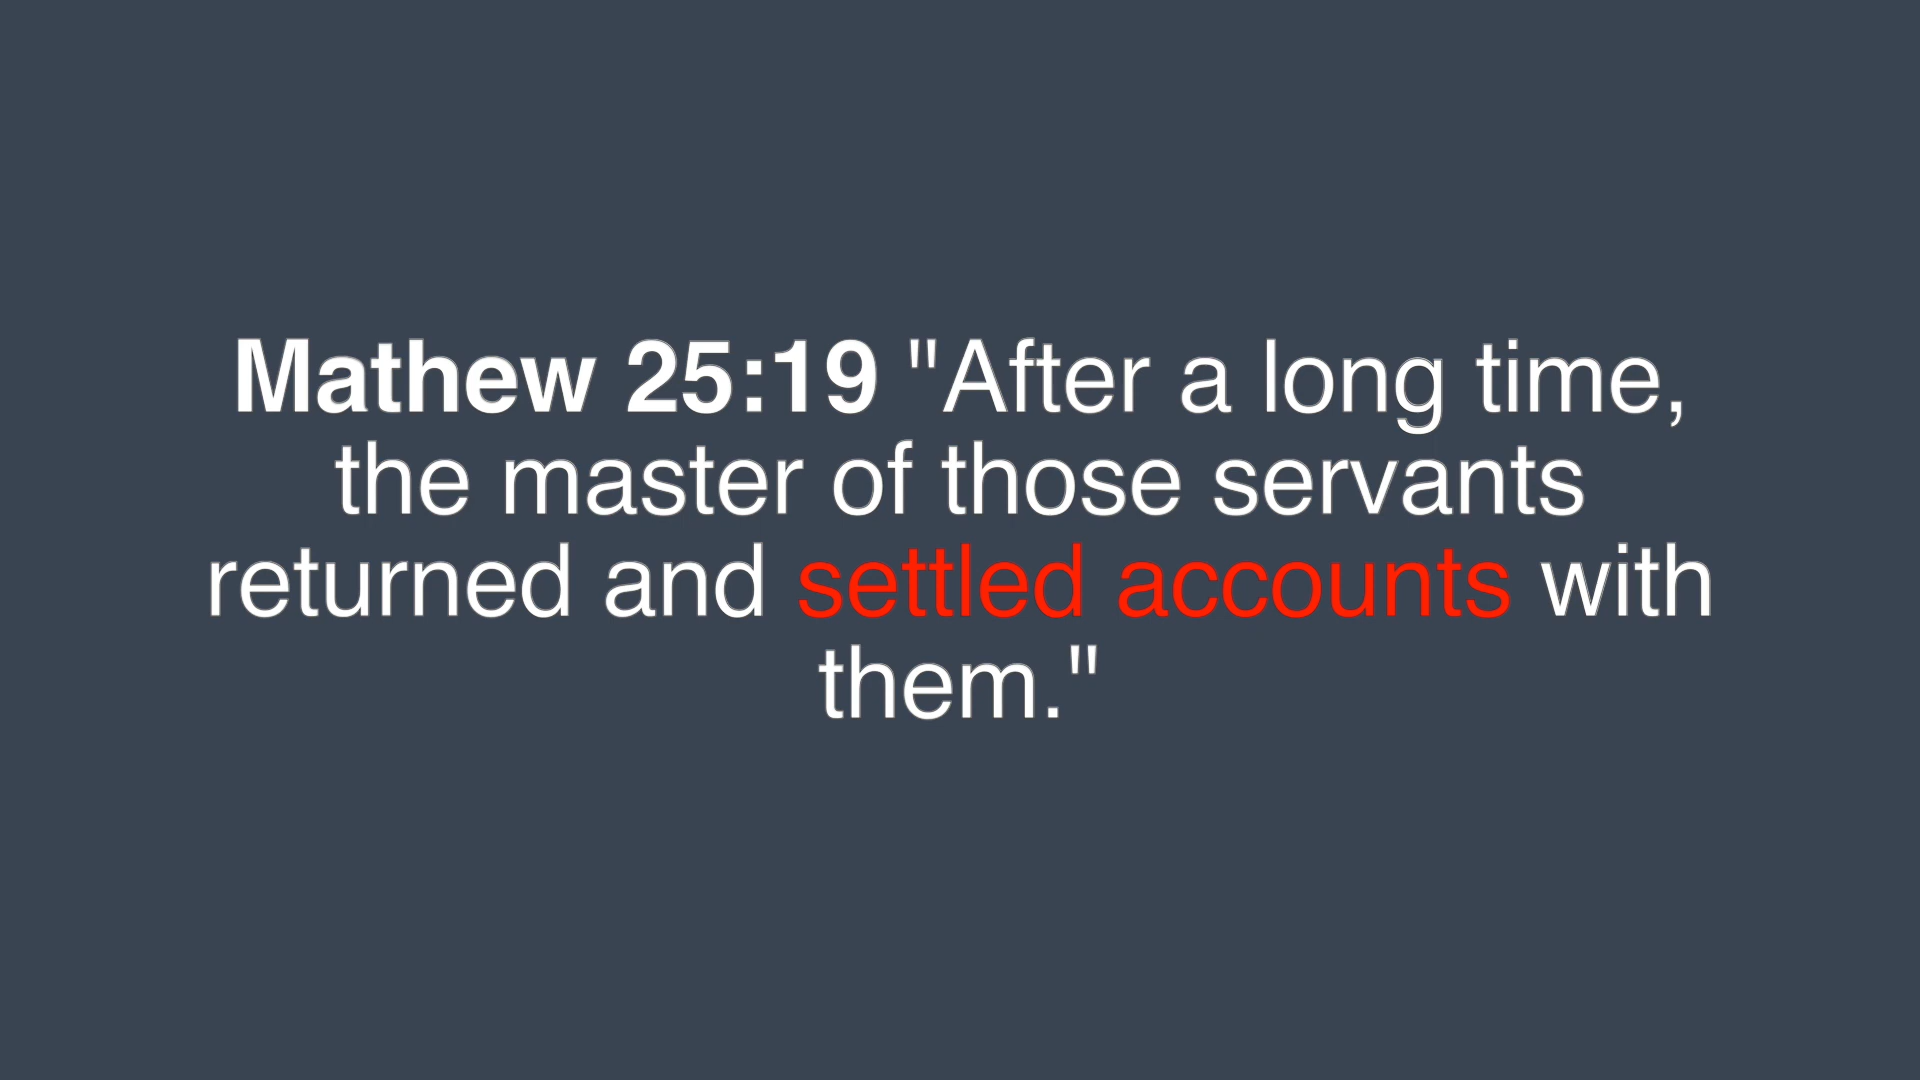 Mathew 25:19 "After a long time,
the master of those servants
returned and settled accounts with
them."